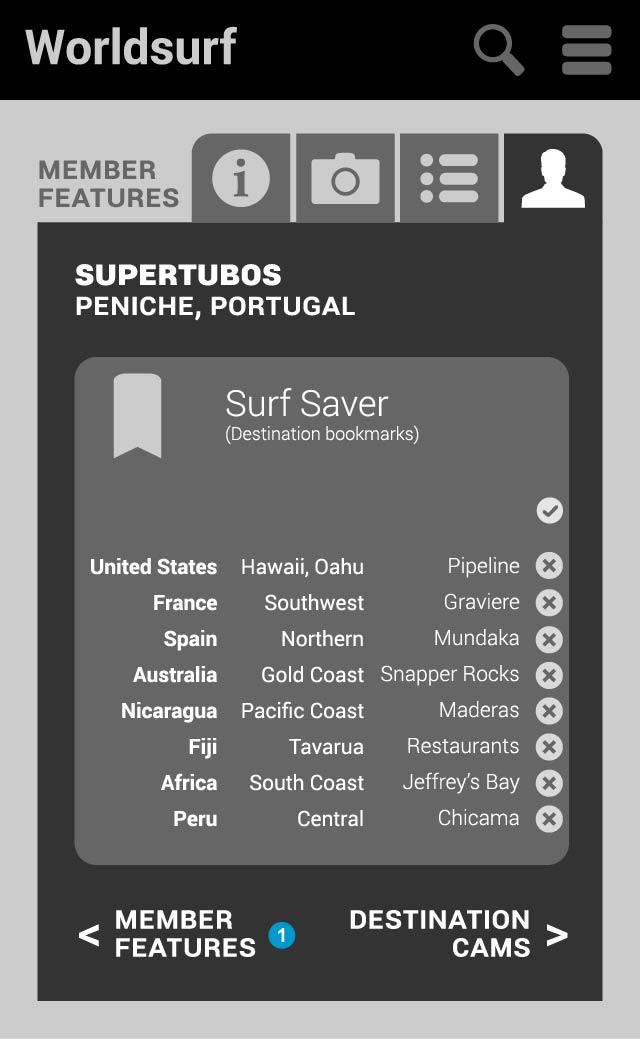 Worldsurf
MEMBER
FEATURES
i
SUPERTUBOS
PENICHE, PORTUGAL
Surf Saver
(Destination bookmarks)
United States Hawaii, Oahu Pipeline
France Southwest Graviere
Spain Northern Mundaka
Australia Gold Coast Snapper Rocks
Nicaragua Pacific Coast Maderas
Fiji Tavarua Restaurants
Africa South Coast Jeffrey's Bay
Peru Central Chicama
< MEMBER
FEATURES 1
DESTINATION
CAMS >